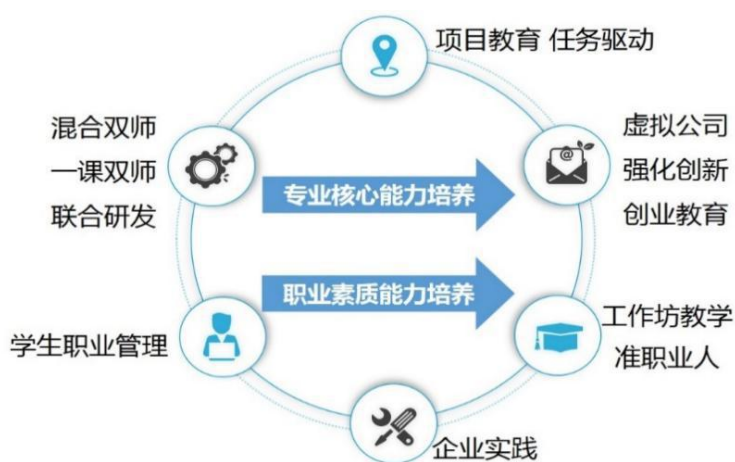 项目教育 任务驱动
混合双师
一课双师
联合研发
虚拟公司
强化创新
创业教育
@
专业核心能力培养
职业素质能力培养
学生职业管理
工作坊教学
准职业人
企业实践